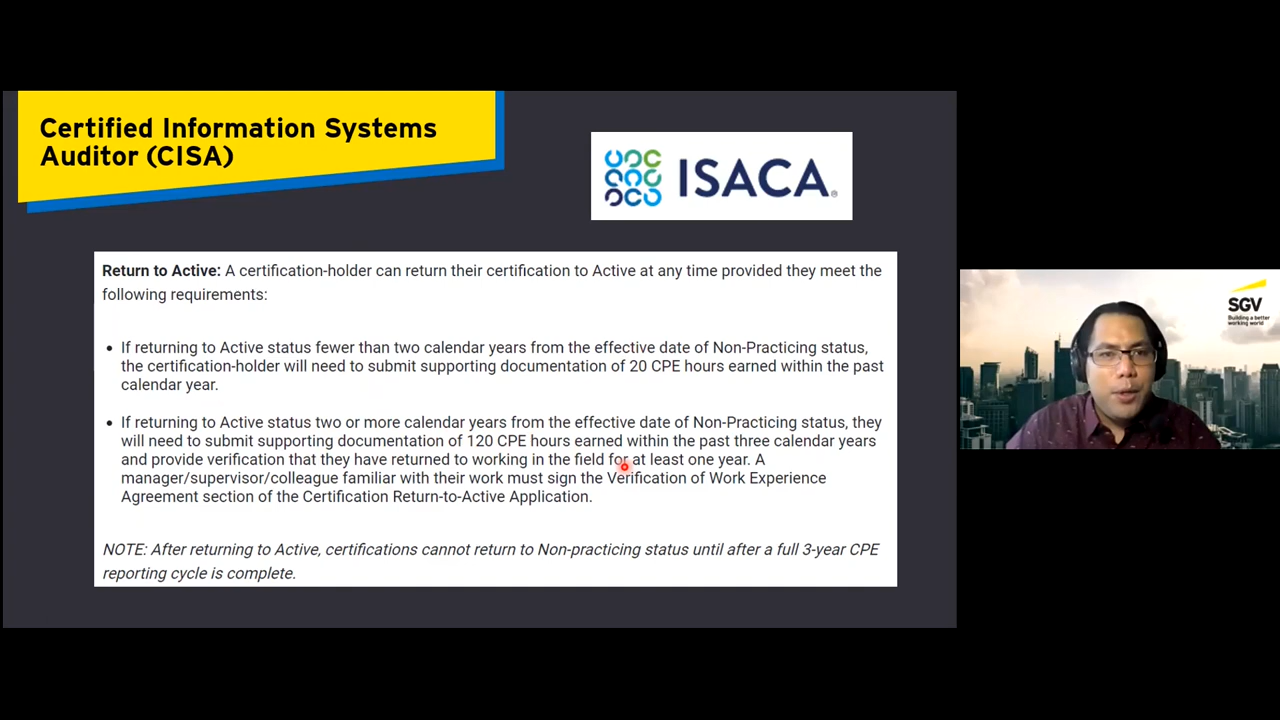 Certified Information Systems
Auditor (CISA)
ISACA®
Return to Active: A certification-holder can return their certification to Active at any time provided they meet the
following requirements:
• If returning to Active status fewer than two calendar years from the effective date of Non-Practicing status,
the certification-holder will need to submit supporting documentation of 20 CPE hours earned within the past
calendar year.
• If returning to Active status two or more calendar years from the effective date of Non-Practicing status, they
will need to submit supporting documentation of 120 CPE hours earned within the past three calendar years
and provide verification that they have returned to working in the field for at least one year. A
manager/supervisor/colleague familiar with their work must sign the Verification of Work Experience
Agreement section of the Certification Return-to-Active Application.
NOTE: After returning to Active, certifications cannot return to Non-practicing status until after a full 3-year CPE
reporting cycle is complete.
SGV
Building a better
working world